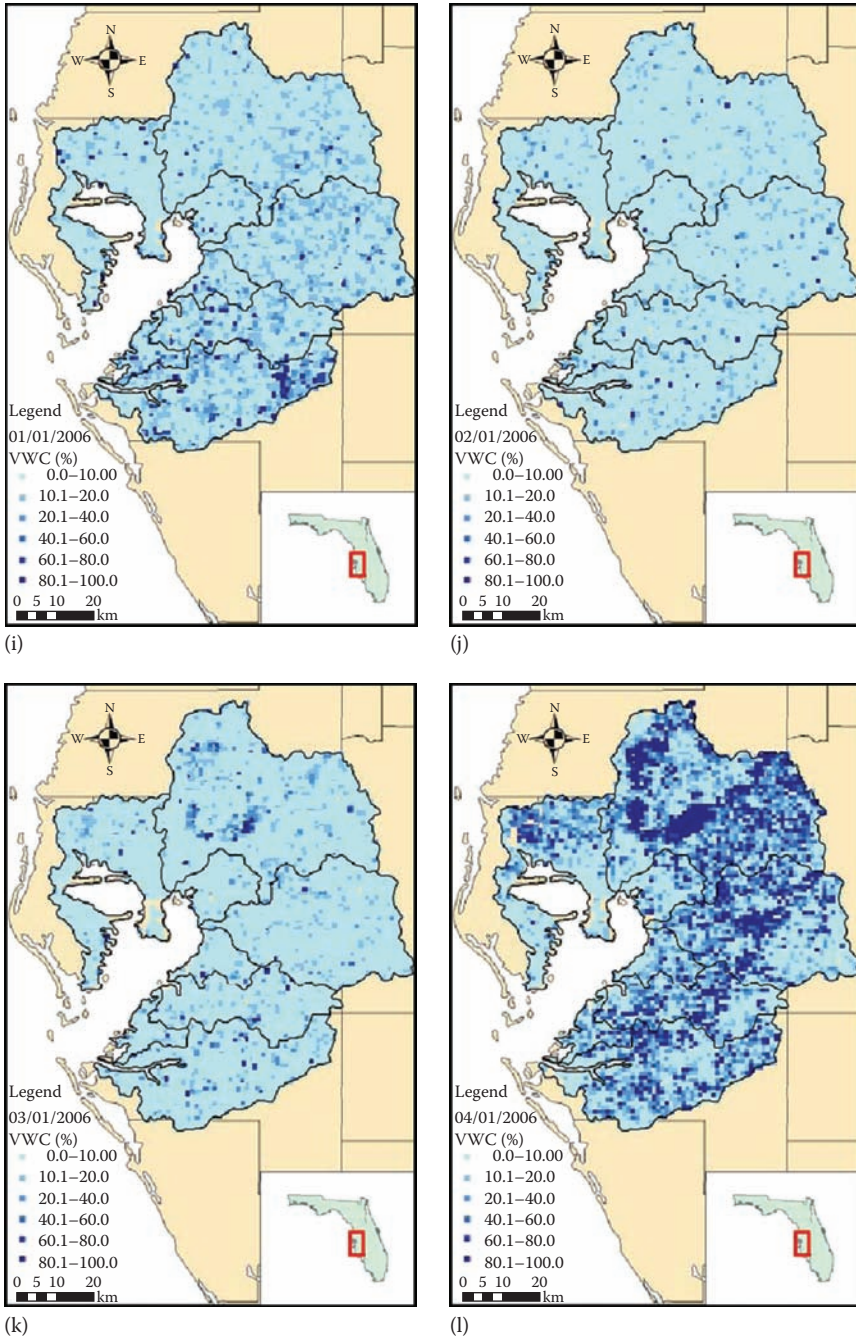 N
W E
S
Legend
01/01/2006
VWC (%)
0.0–10.00
10.1–20.0
20.1–40.0
40.1–60.0
60.1–80.0
80.1–100.0
0 5 10 20
km
(i)
N
W E
S
Legend
02/01/2006
VWC (%)
0.0–10.00
10.1–20.0
20.1–40.0
40.1–60.0
60.1–80.0
80.1–100.0
0 5 10 20
km
(j)
N
W E
S
Legend
03/01/2006
VWC (%)
0.0–10.00
10.1–20.0
20.1–40.0
40.1–60.0
60.1–80.0
80.1–100.0
0 5 10 20
km
(k)
N
W E
S
Legend
04/01/2006
VWC (%)
0.0–10.00
10.1–20.0
20.1–40.0
40.1–60.0
60.1–80.0
80.1–100.0
0 5 10 20
km
(l)